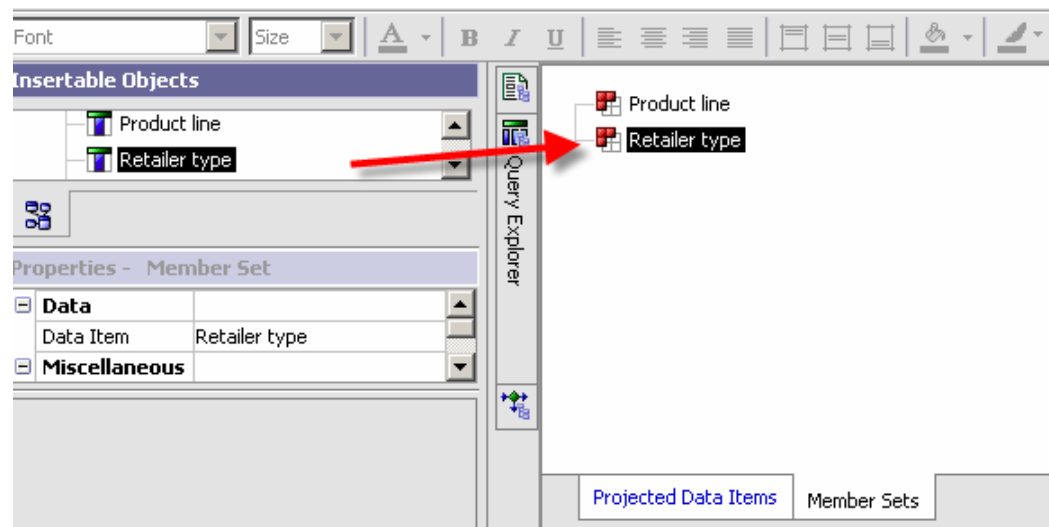 Font Size A B I U
Insertable Objects
Product line
Retailer type
Properties - Member Set
Data
Data Item Retailer type
Miscellaneous
Query Explorer
Product line
Retailer type
Projected Data Items Member Sets